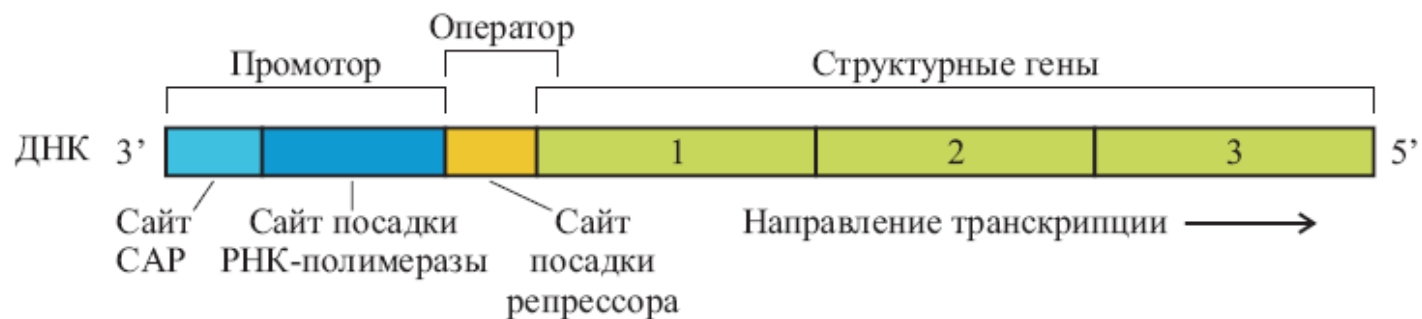 Оператор
Промотор
Структурные гены
ДНК 3’ 1 2 3 5’
Сайт САР
Сайт посадки РНК-полимеразы
Сайт посадки репрессора
Направление транскрипции